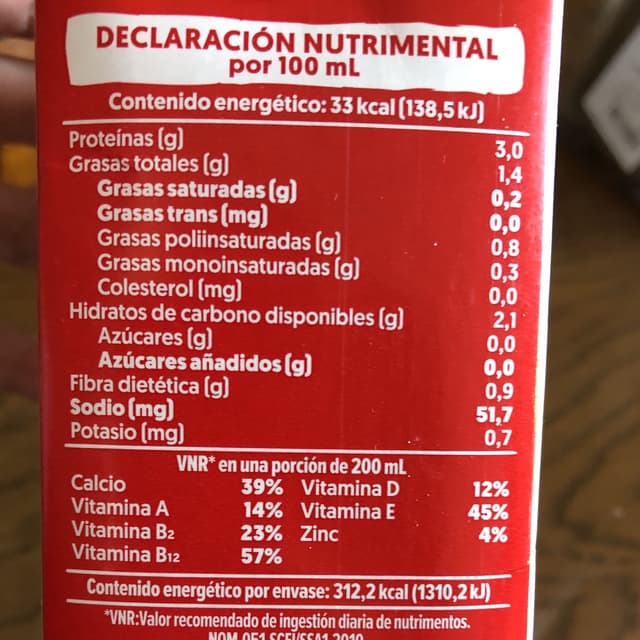 DECLARACIÓN NUTRIMENTAL
por 100 mL
Contenido energético: 33 kcal (138,5 kJ)
Proteínas (g) 3,0
Grasas totales (g) 1,4
Grasas saturadas (g) 0,2
Grasas trans (mg) 0,0
Grasas poliinsaturadas (g) 0,8
Grasas monoinsaturadas (g) 0,3
Colesterol (mg) 0,0
Hidratos de carbono disponibles (g) 2,1
Azúcares (g) 0,0
Azúcares añadidos (g) 0,0
Fibra dietética (g) 0,9
Sodio (mg) 51,7
Potasio (mg) 0,7
VNR* en una porción de 200 mL
Calcio 39% Vitamina D 12%
Vitamina A 14% Vitamina E 45%
Vitamina B2 23% Zinc 4%
Vitamina B12 57%
Contenido energético por envase: 312,2 kcal (1310,2 kJ)
*VNR:Valor recomendado de ingestión diaria de nutrimentos.
NOM-051-SCFI/SSA1-2010